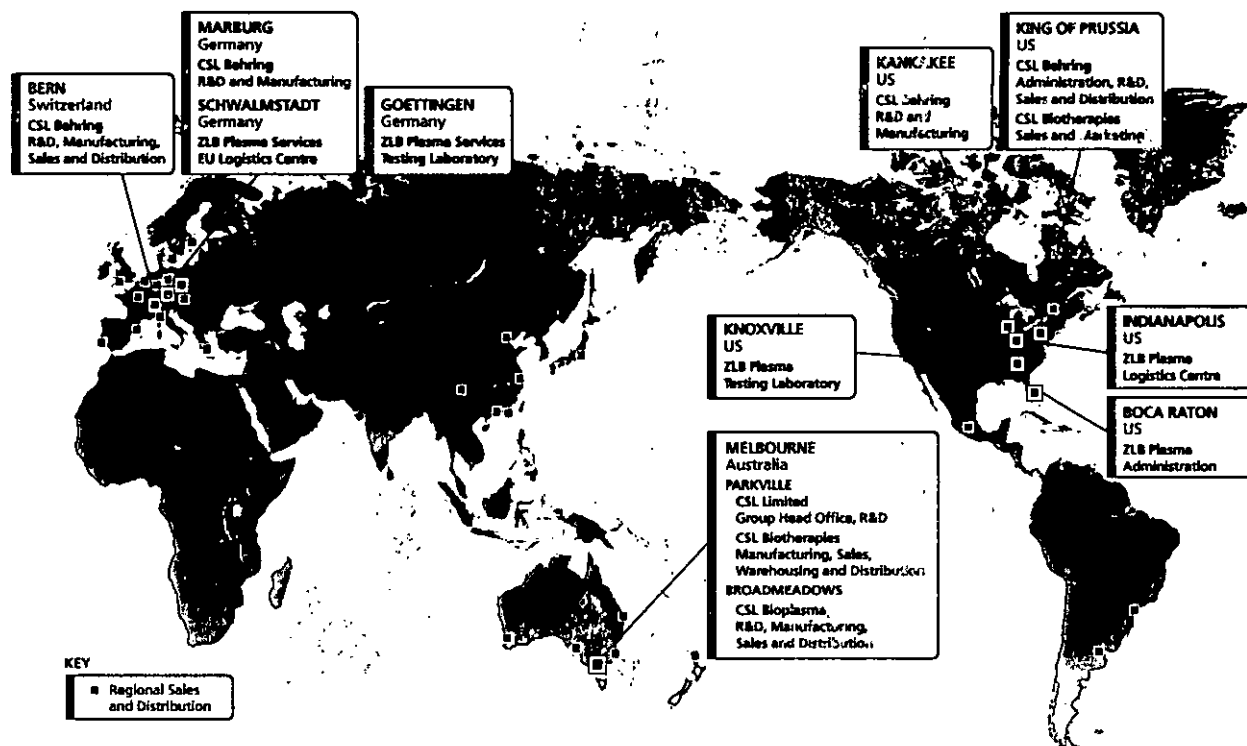 MARBURG
Germany
CSL Behring
R&D and Manufacturing
SCHWALMSTADT
Germany
ZLB Plasma Services
EU Logistics Centre
BERN
Switzerland
CSL Behring
R&D, Manufacturing,
Sales and Distribution
GOETTINGEN
Germany
ZLB Plasma Services
Testing Laboratory
KANKAKEE
US
CSL Behring
R&D and
Manufacturing
KING OF PRUSSIA
US
CSL Behring
Administration, R&D,
Sales and Distribution
CSL Biotherapies
Sales and Marketing
KNOXVILLE
US
ZLB Plasma
Testing Laboratory
INDIANAPOLIS
US
ZLB Plasma
Logistics Centre
BOCA RATON
US
ZLB Plasma
Administration
MELBOURNE
Australia
PARKVILLE
CSL Limited
Group Head Office, R&D
CSL Biotherapies
Manufacturing, Sales,
Warehousing and Distribution
BROADMEADOWS
CSL Bioplasma,
R&D, Manufacturing,
Sales and Distribution
KEY
Regional Sales
and Distribution